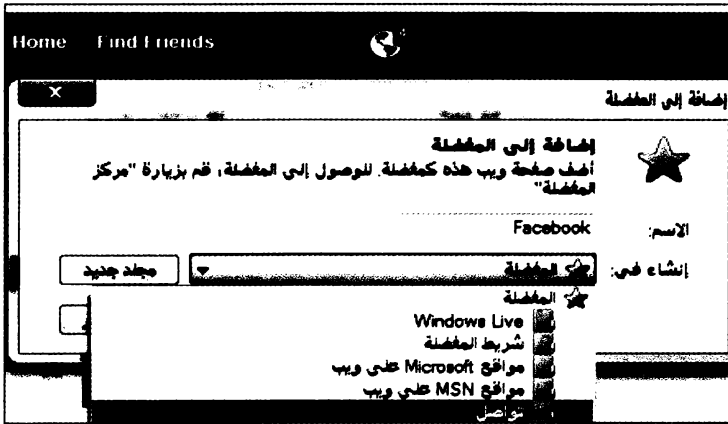 Home Find Friends
إضافة إلى المفضلة
إضافة إلى المفضلة
أضف صفحة ويب هذه كمفضلة. للوصول إلى المفضلة، قم بزيارة "مركز
المفضلة"
الاسم: Facebook
إنشاء في: المفضلة مجلد جديد
المفضلة
Windows Live
شريط المفضلة
مواقع Microsoft على ويب
مواقع MSN على ويب
تواصل